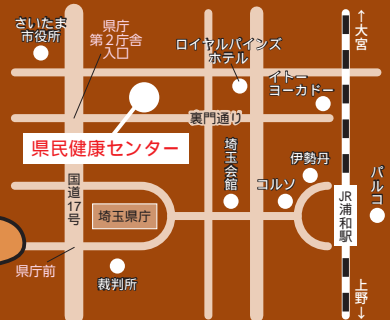 さいたま
市役所
県庁
第2庁舎
入口
ロイヤルパインズ
ホテル
↑大宮
イトー
ヨーカドー
裏門通り
県民健康センター
埼玉会館
伊勢丹
コルソ
パルコ
国道17号
埼玉県庁
JR浦和駅
県庁前
裁判所
上野↓